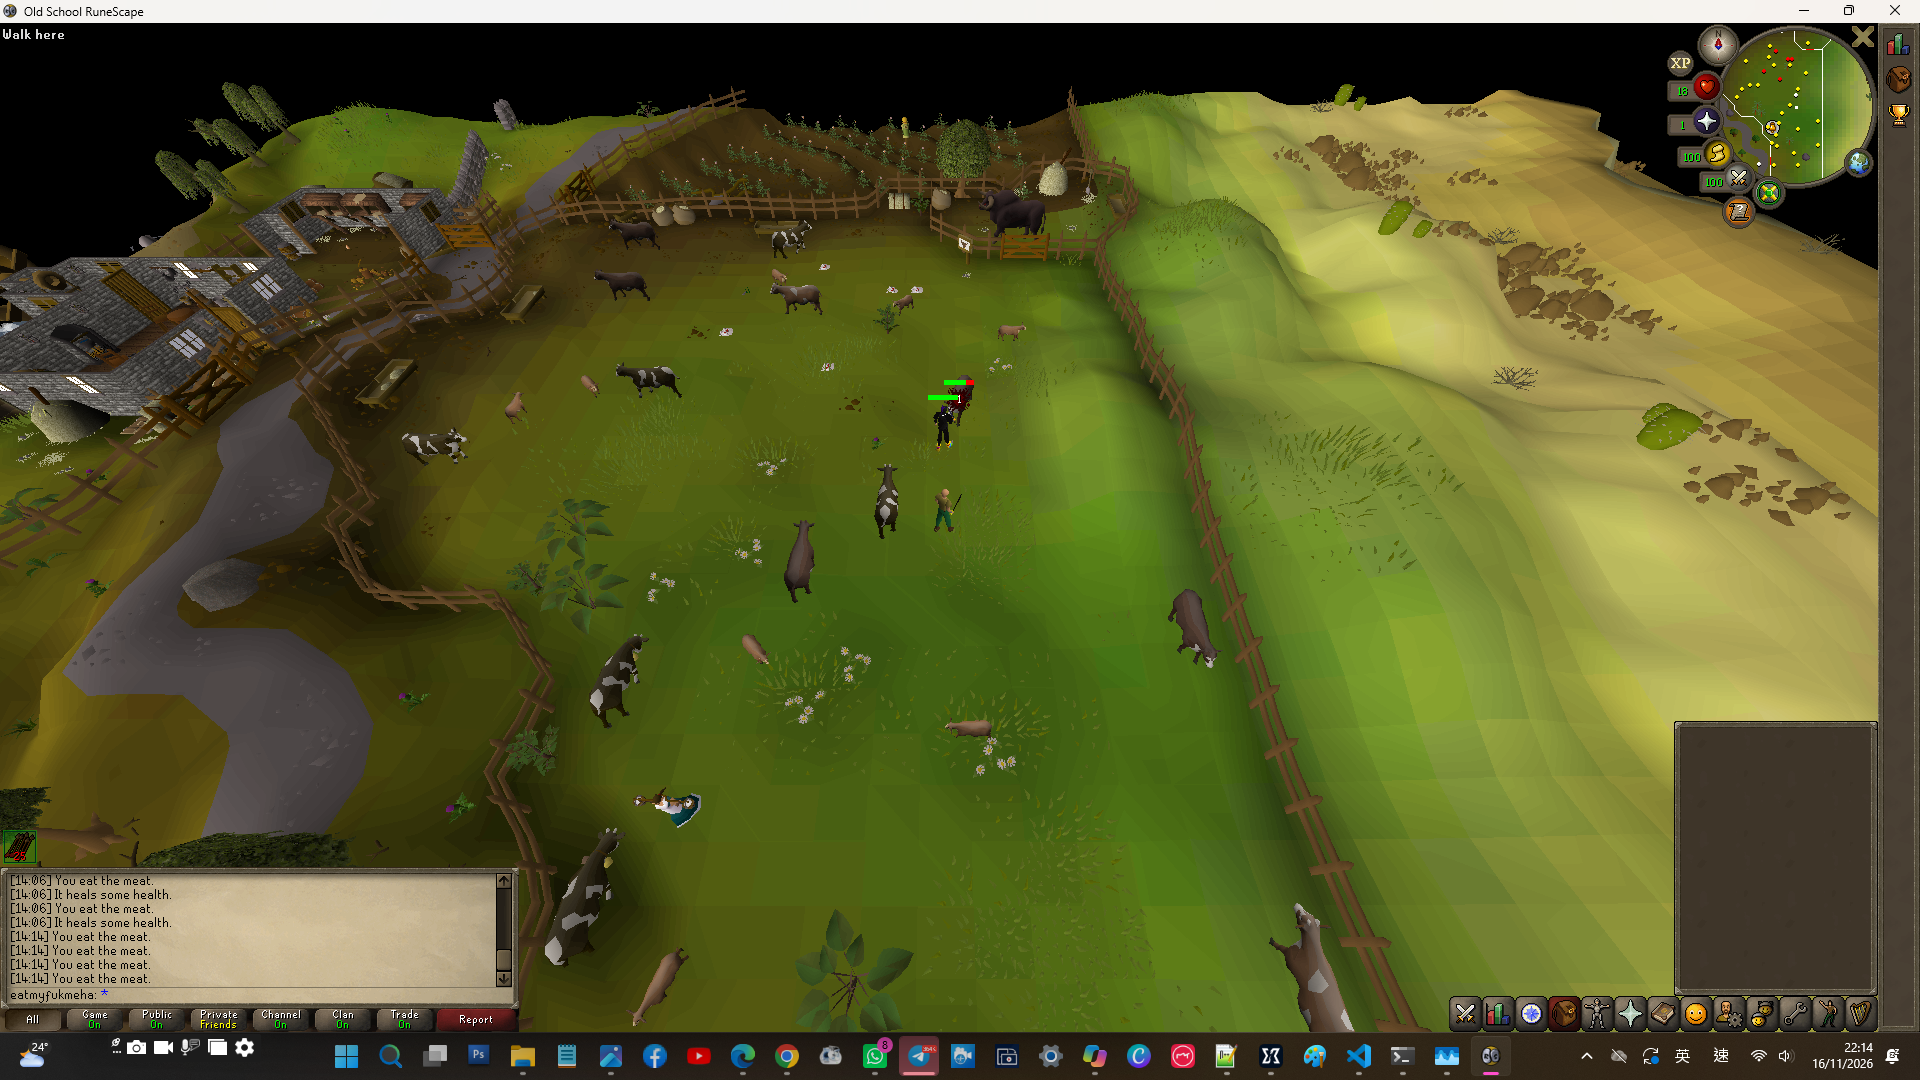 Old School RuneScape
Walk here
N
XP
18
1
100
100
1
23
[14:06] You eat the meat.
[14:06] It heals some health.
[14:06] You eat the meat.
[14:06] It heals some health.
[14:14] You eat the meat.
[14:14] You eat the meat.
[14:14] You eat the meat.
[14:14] You eat the meat.
eatmyfukmeha: *
All
Game
On
Public
On
Private
Friends
Channel
On
Clan
On
Trade
On
Report
24°
Ps
8
英
速
22:14
16/11/2026